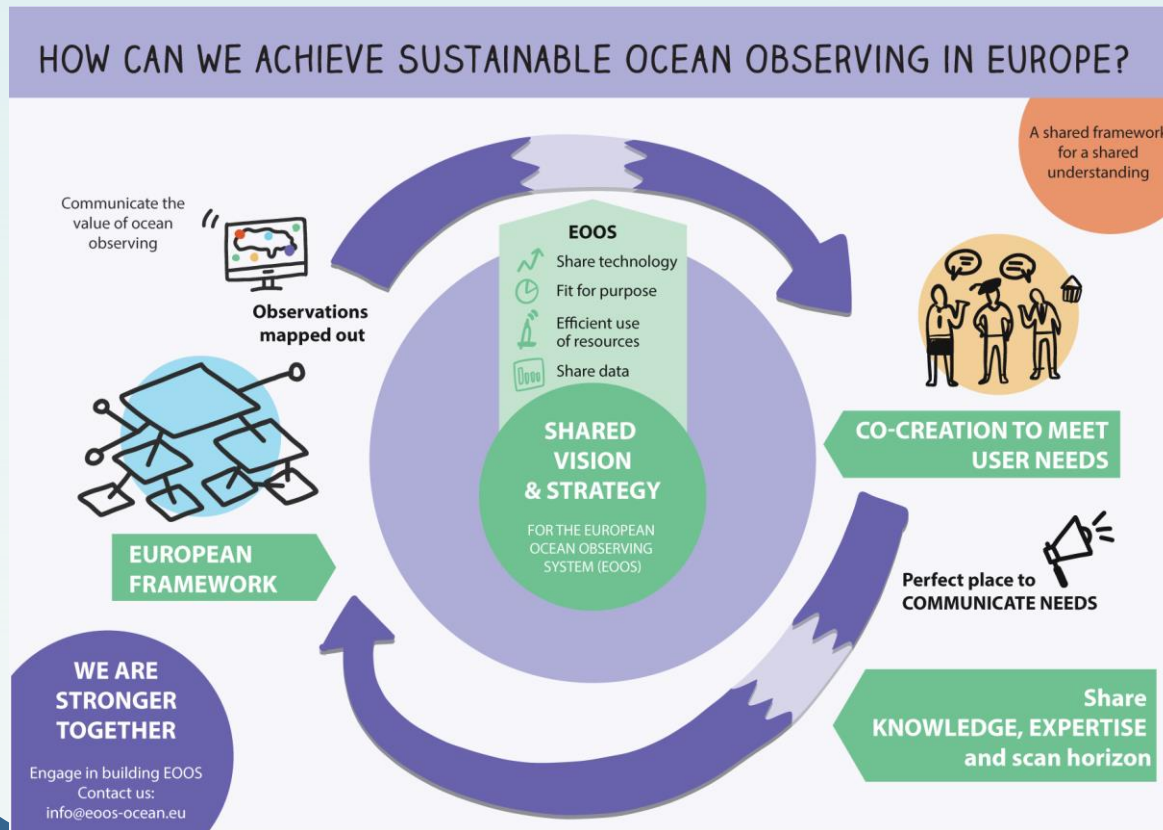 HOW CAN WE ACHIEVE SUSTAINABLE OCEAN OBSERVING IN EUROPE?
A shared framework
for a shared
understanding
Communicate the
value of ocean
observing
Observations
mapped out
EOOS
Share technology
Fit for purpose
Efficient use
of resources
Share data
SHARED
VISION
& STRATEGY
FOR THE EUROPEAN
OCEAN OBSERVING
SYSTEM (EOOS)
CO-CREATION TO MEET
USER NEEDS
EUROPEAN
FRAMEWORK
Perfect place to
COMMUNICATE NEEDS
Share
KNOWLEDGE, EXPERTISE
and scan horizon
WE ARE
STRONGER
TOGETHER
Engage in building EOOS
Contact us:
info@eoos-ocean.eu